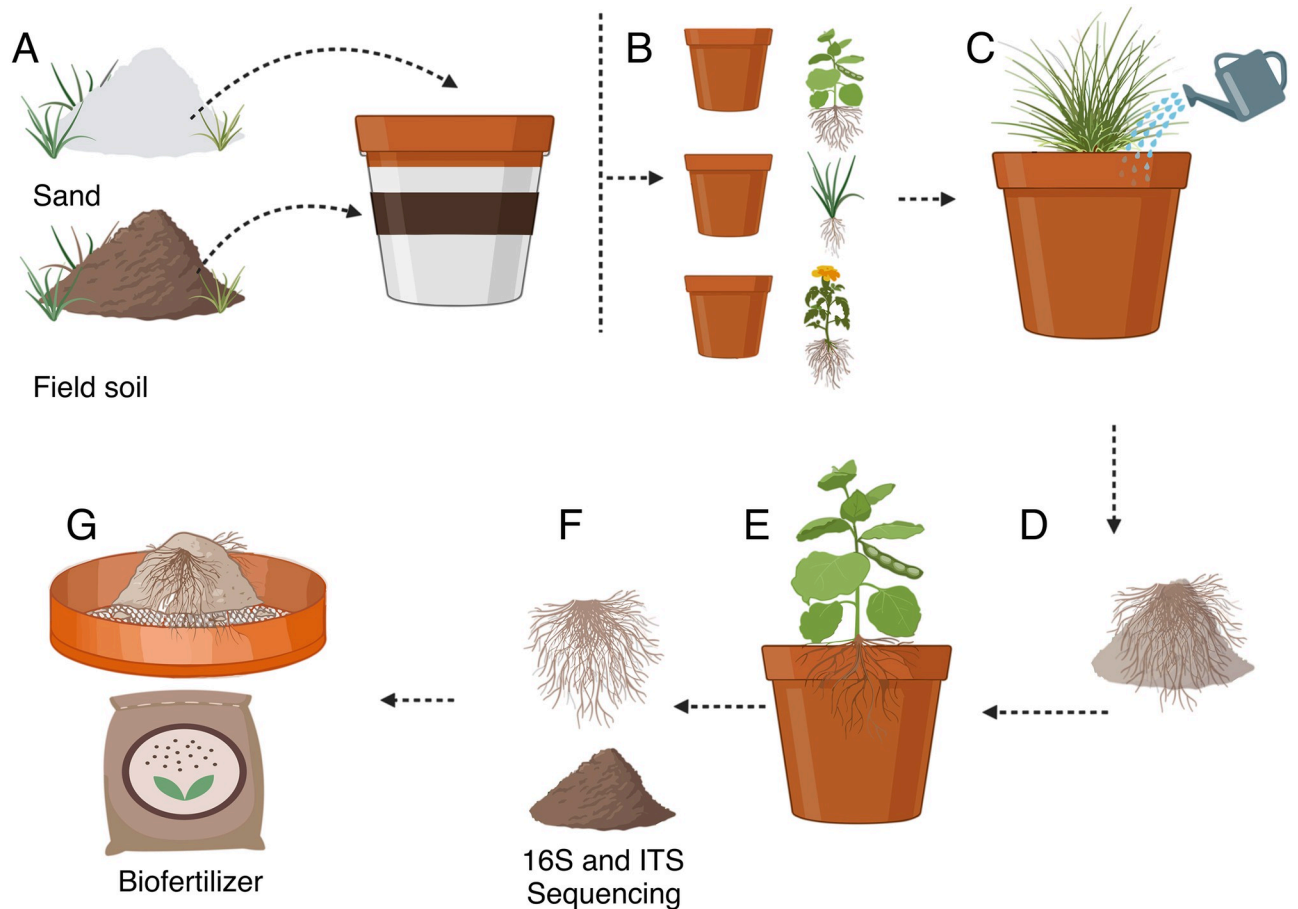 A
B
C
Sand
Field soil
G
F
E
D
16S and ITS
Sequencing
Biofertilizer